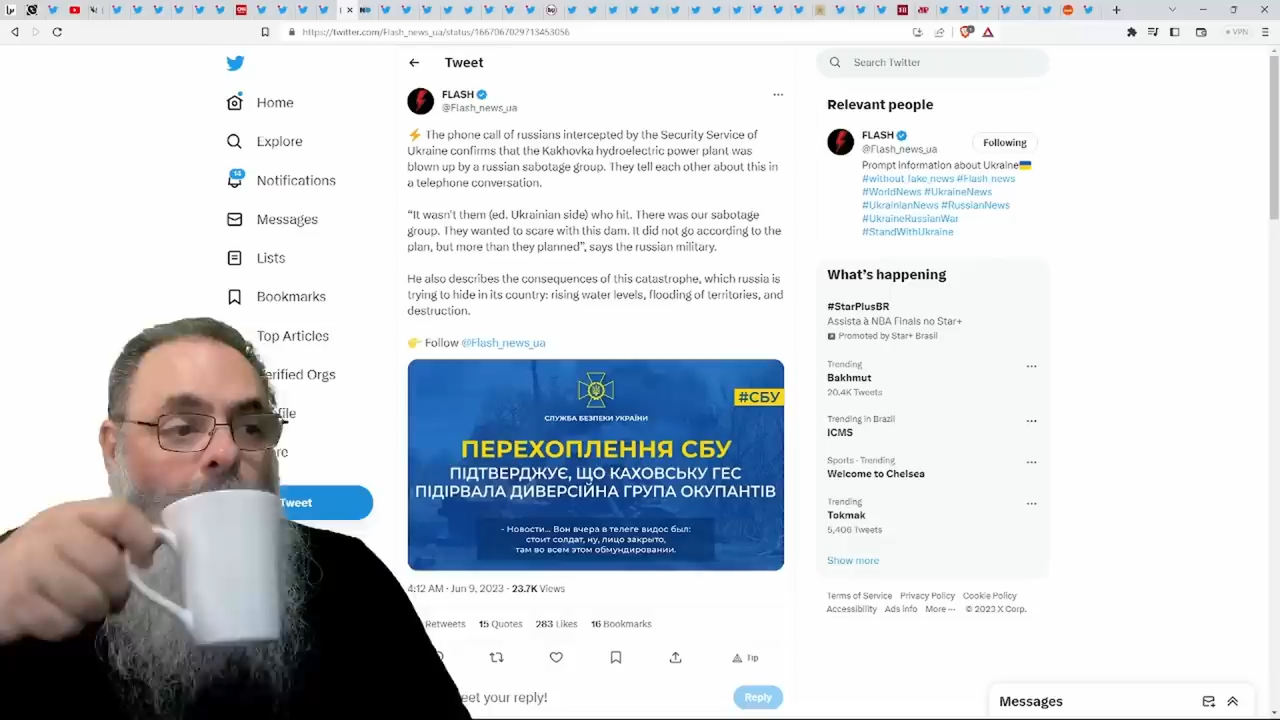 https://twitter.com/Flash_news_ua/status/1667067029713453056
VPN
Home
Explore
14
Notifications
Messages
Lists
Bookmarks
Top Articles
erified Orgs
file
re
Tweet
Tweet
FLASH
@Flash_news_ua
⚡ The phone call of russians intercepted by the Security Service of
Ukraine confirms that the Kakhovka hydroelectric power plant was
blown up by a russian sabotage group. They tell each other about this in
a telephone conversation.
“It wasn't them (ed. Ukrainian side) who hit. There was our sabotage
group. They wanted to scare with this dam. It did not go according to the
plan, but more than they planned”, says the russian military.
He also describes the consequences of this catastrophe, which russia is
trying to hide in its country: rising water levels, flooding of territories, and
destruction.
👉 Follow @Flash_news_ua
#СБУ
СЛУЖБА БЕЗПЕКИ УКРАЇНИ
ПЕРЕХОПЛЕННЯ СБУ
ПІДТВЕРДЖУЄ, ЩО КАХОВСЬКУ ГЕС
ПІДІРВАЛА ДИВЕРСІЙНА ГРУПА ОКУПАНТІВ
- Новости... Вон вчера в телеге видос был:
стоит солдат, ну, лицо закрыто,
там во всем этом обмундировании.
4:12 AM · Jun 9, 2023 · 23.7K Views
Retweets 15 Quotes 283 Likes 16 Bookmarks
Tip
eet your reply!
Reply
Search Twitter
Relevant people
FLASH
@Flash_news_ua
Following
Prompt information about Ukraine🇺🇦
#without_fake_news #Flash_news
#WorldNews #UkraineNews
#UkrainianNews #RussianNews
#UkraineRussianWar
#StandWithUkraine
What's happening
#StarPlusBR
Assista à NBA Finals no Star+
Promoted by Star+ Brasil
Trending
Bakhmut
20.4K Tweets
Trending in Brazil
ICMS
Sports · Trending
Welcome to Chelsea
Trending
Tokmak
5,406 Tweets
Show more
Terms of Service Privacy Policy Cookie Policy
Accessibility Ads info More ··· © 2023 X Corp.
Messages